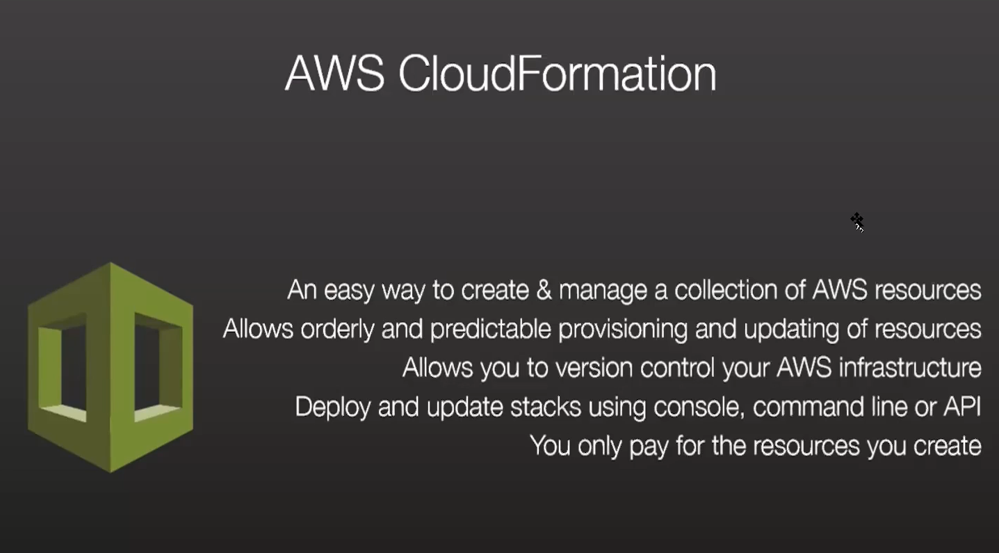 AWS CloudFormation
An easy way to create & manage a collection of AWS resources
Allows orderly and predictable provisioning and updating of resources
Allows you to version control your AWS infrastructure
Deploy and update stacks using console, command line or API
You only pay for the resources you create